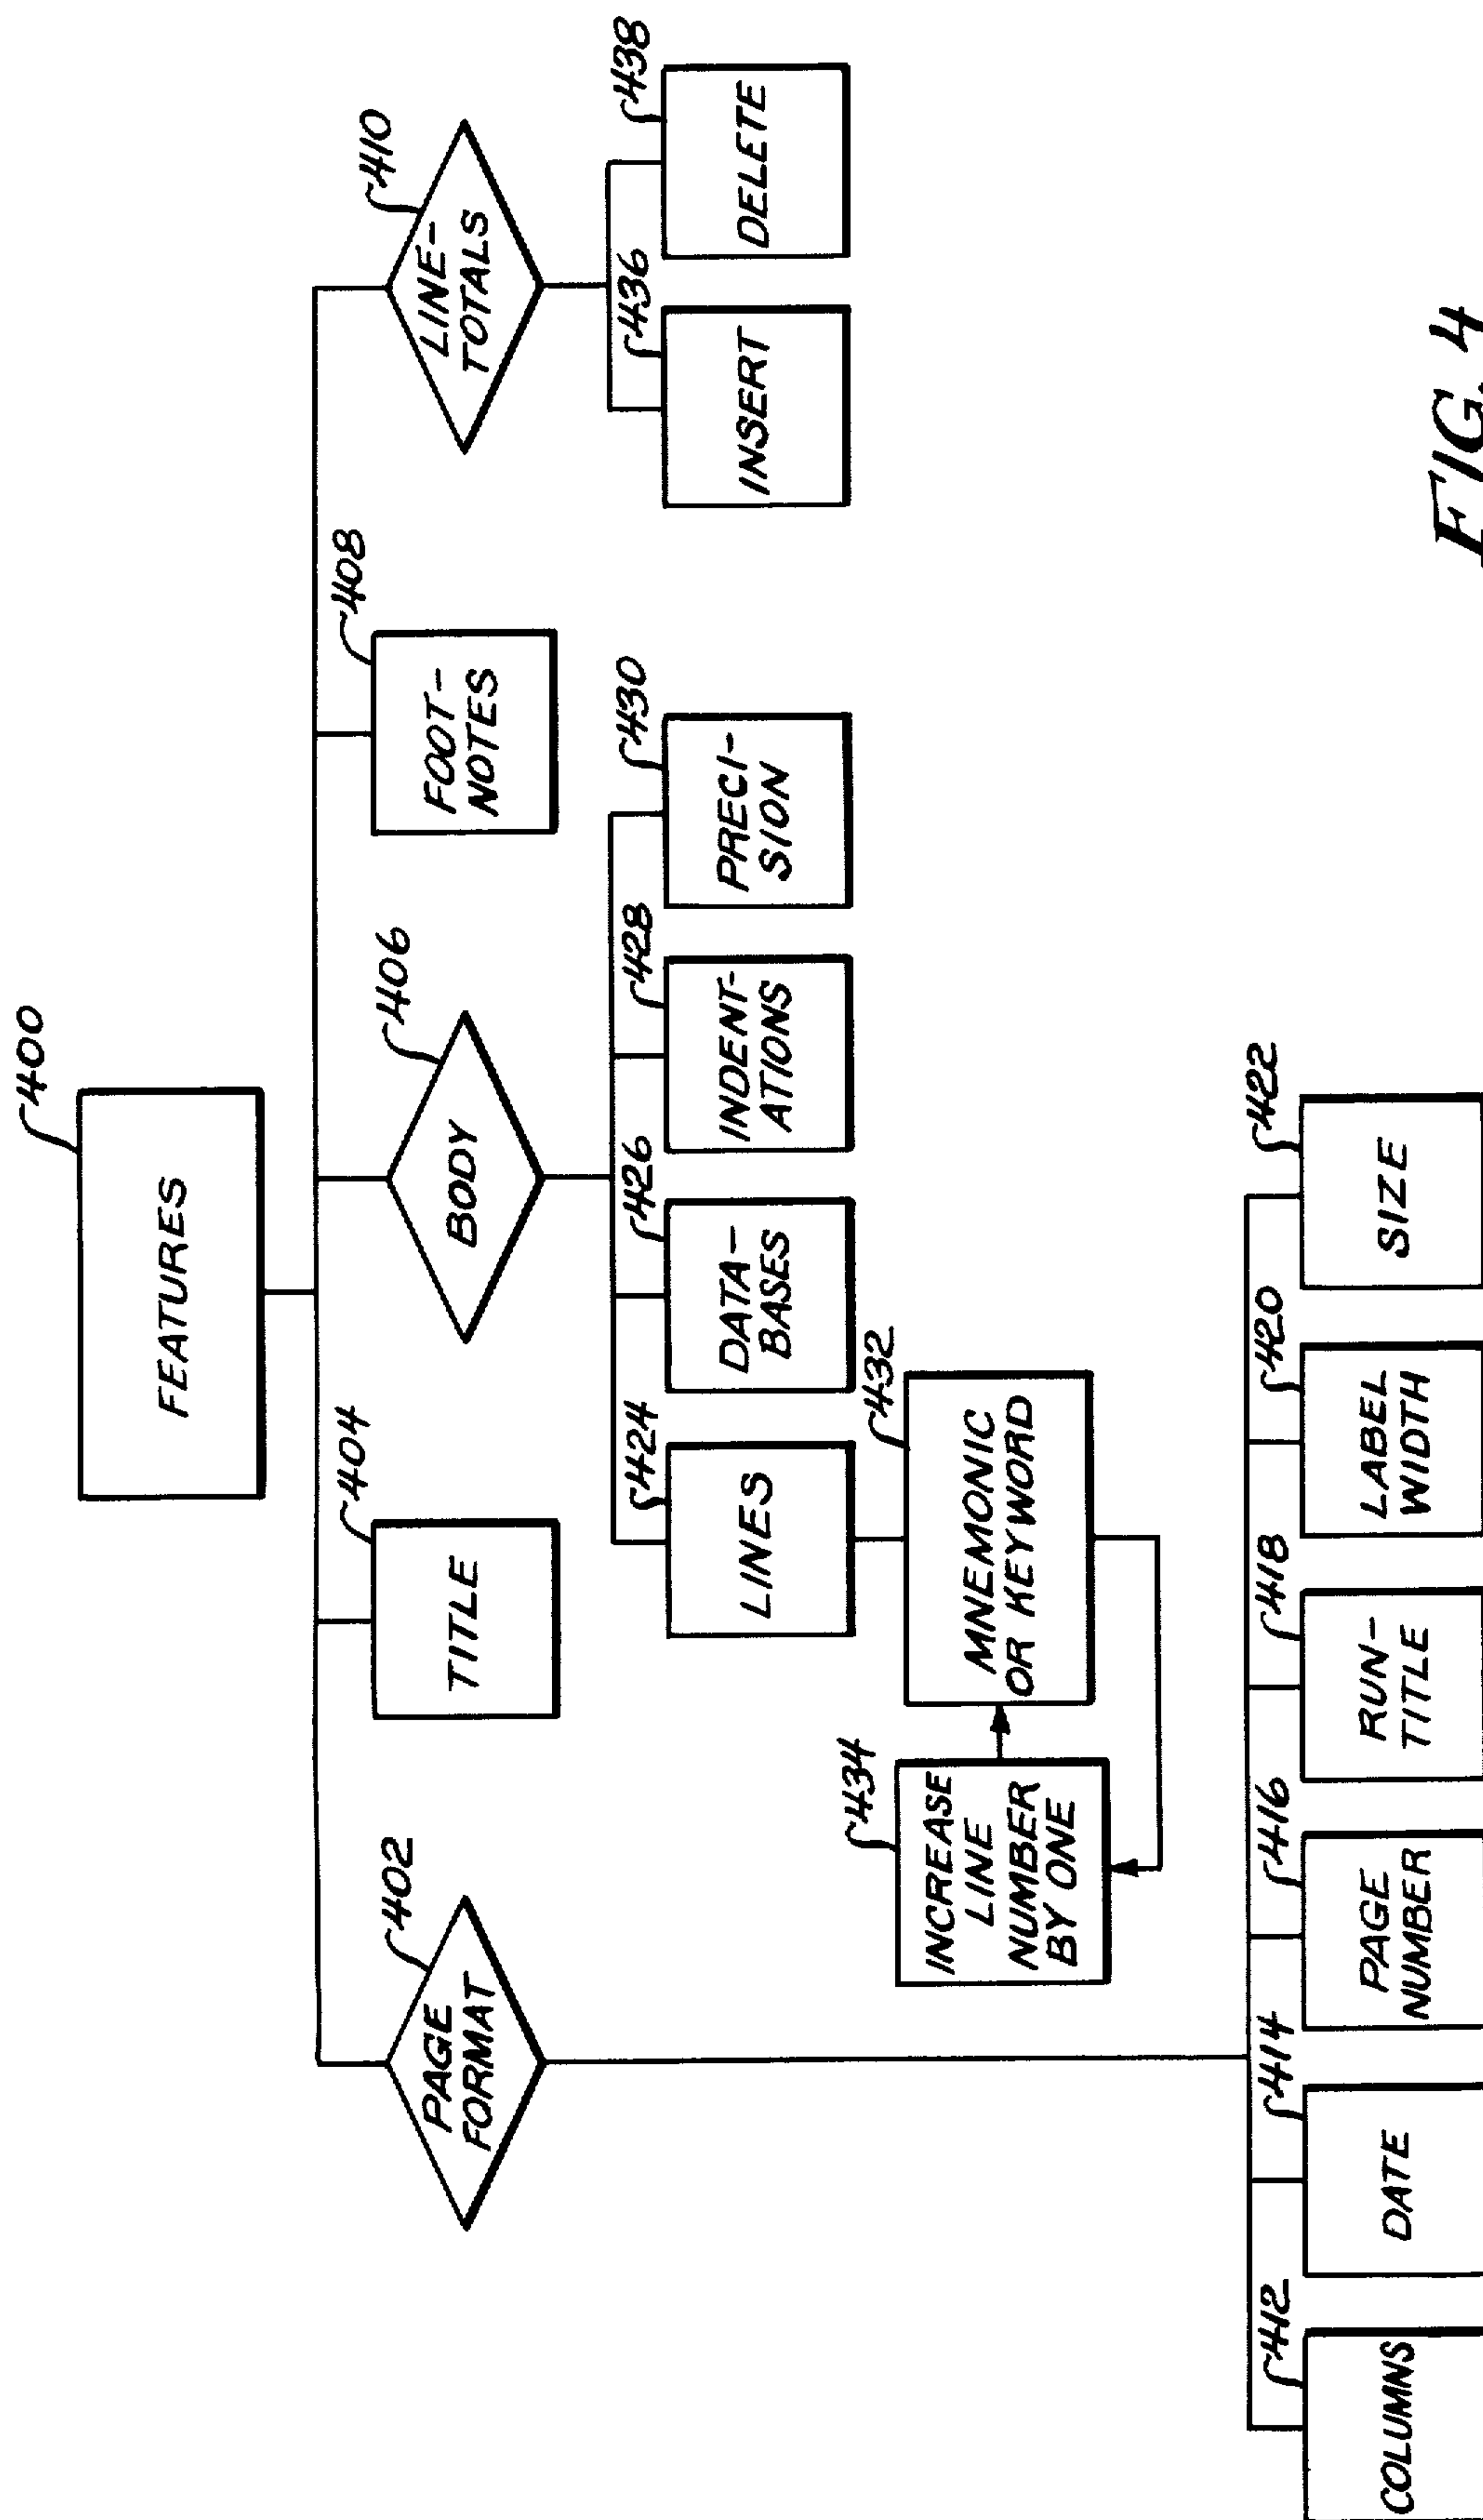 400
FEATURES
402
PAGE
FORMAT
404
TITLE
406
BODY
408
FOOT-
NOTES
410
LINE-
TOTALS
424
LINES
426
DATA-
BASES
428
INDENT-
ATIONS
430
PRECI-
SION
436
INSERT
438
DELETE
434
INCREASE
LINE
NUMBER
BY ONE
432
MNEMONIC
OR KEYWORD
412
COLUMNS
414
DATE
416
PAGE
NUMBER
418
RUN-
TITLE
420
LABEL
WIDTH
422
SIZE
FIG. 4